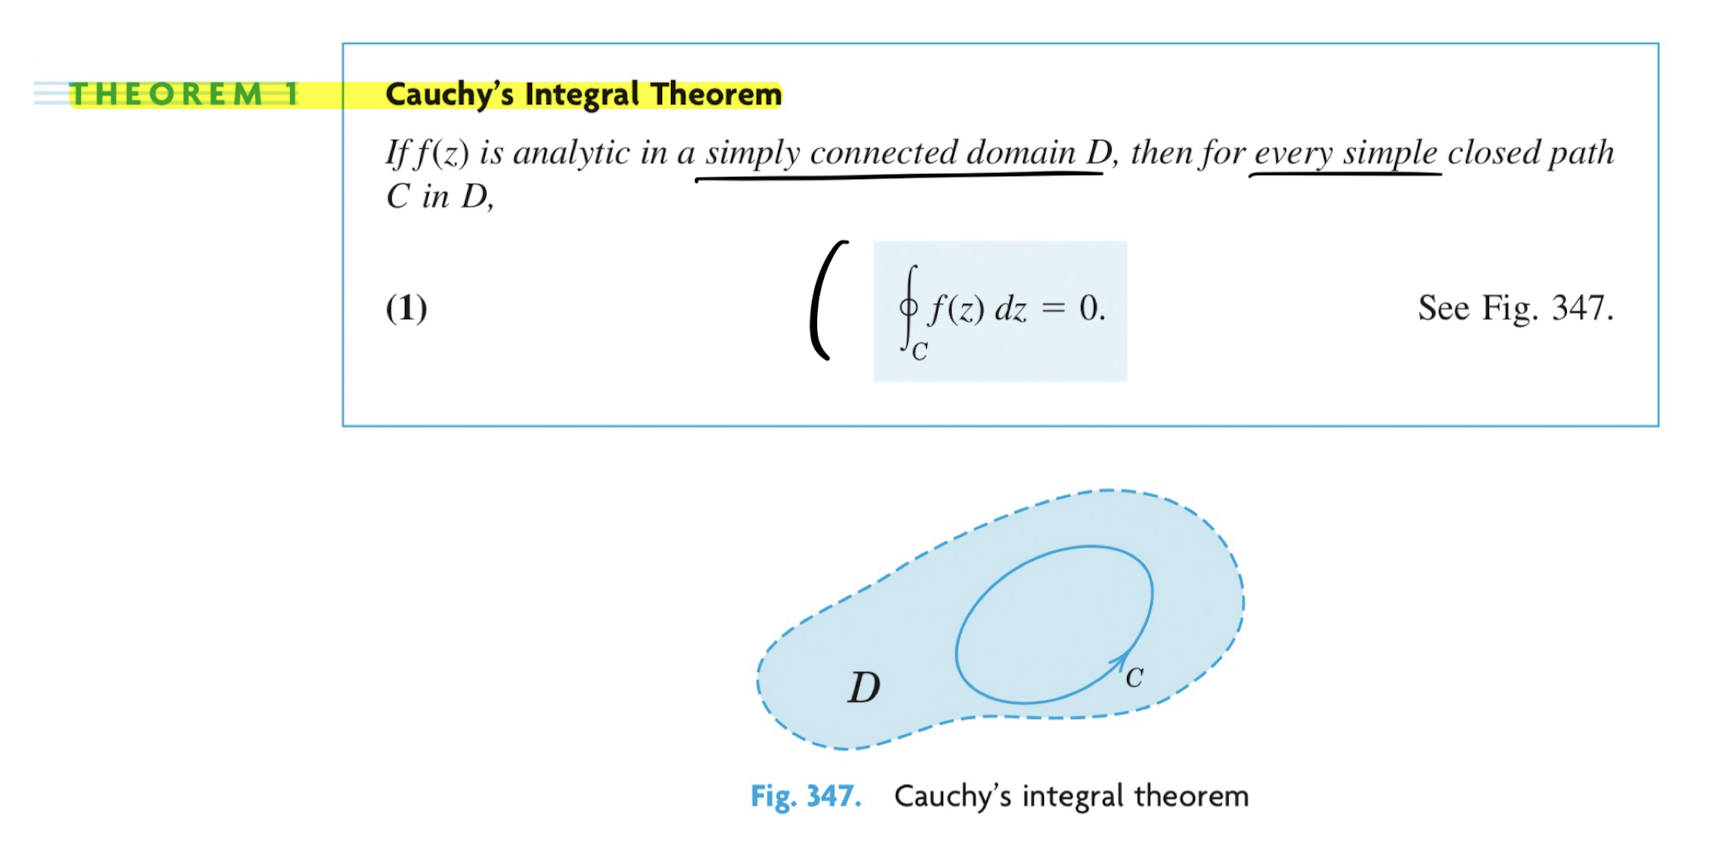 THEOREM 1 Cauchy’s Integral Theorem
If f(z) is analytic in a simply connected domain D, then for every simple closed path
C in D,
(1) ∮_C f(z) dz = 0. See Fig. 347.
D
C
Fig. 347. Cauchy’s integral theorem